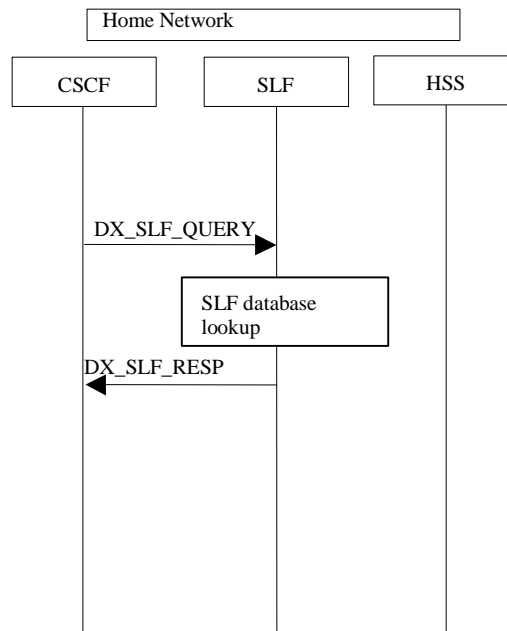 Home Network
CSCF
SLF
HSS
DX_SLF_QUERY
SLF database
lookup
DX_SLF_RESP